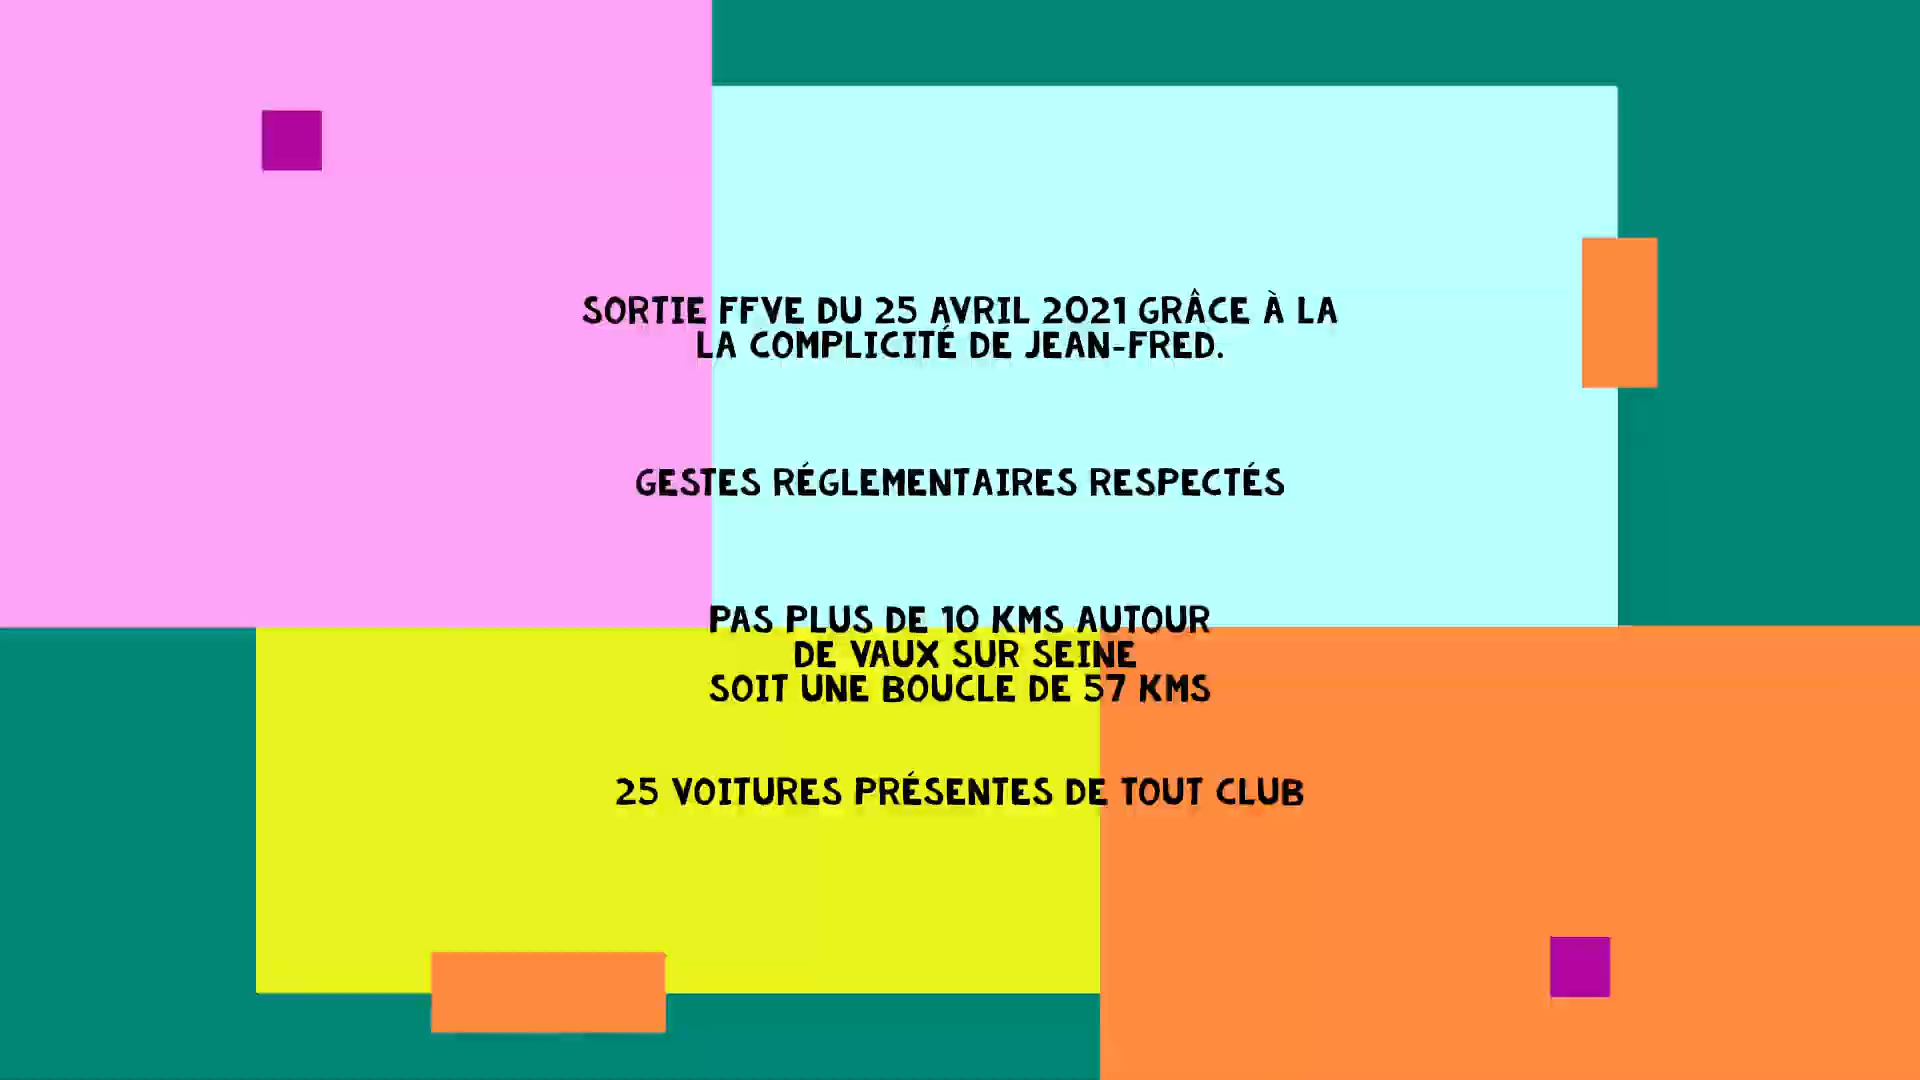 SORTIE FFVE DU 25 AVRIL 2021 GRÂCE À LA
LA COMPLICITÉ DE JEAN-FRED.
GESTES RÉGLEMENTAIRES RESPECTÉS
PAS PLUS DE 10 KMS AUTOUR
DE VAUX SUR SEINE
SOIT UNE BOUCLE DE 57 KMS
25 VOITURES PRÉSENTES DE TOUT CLUB